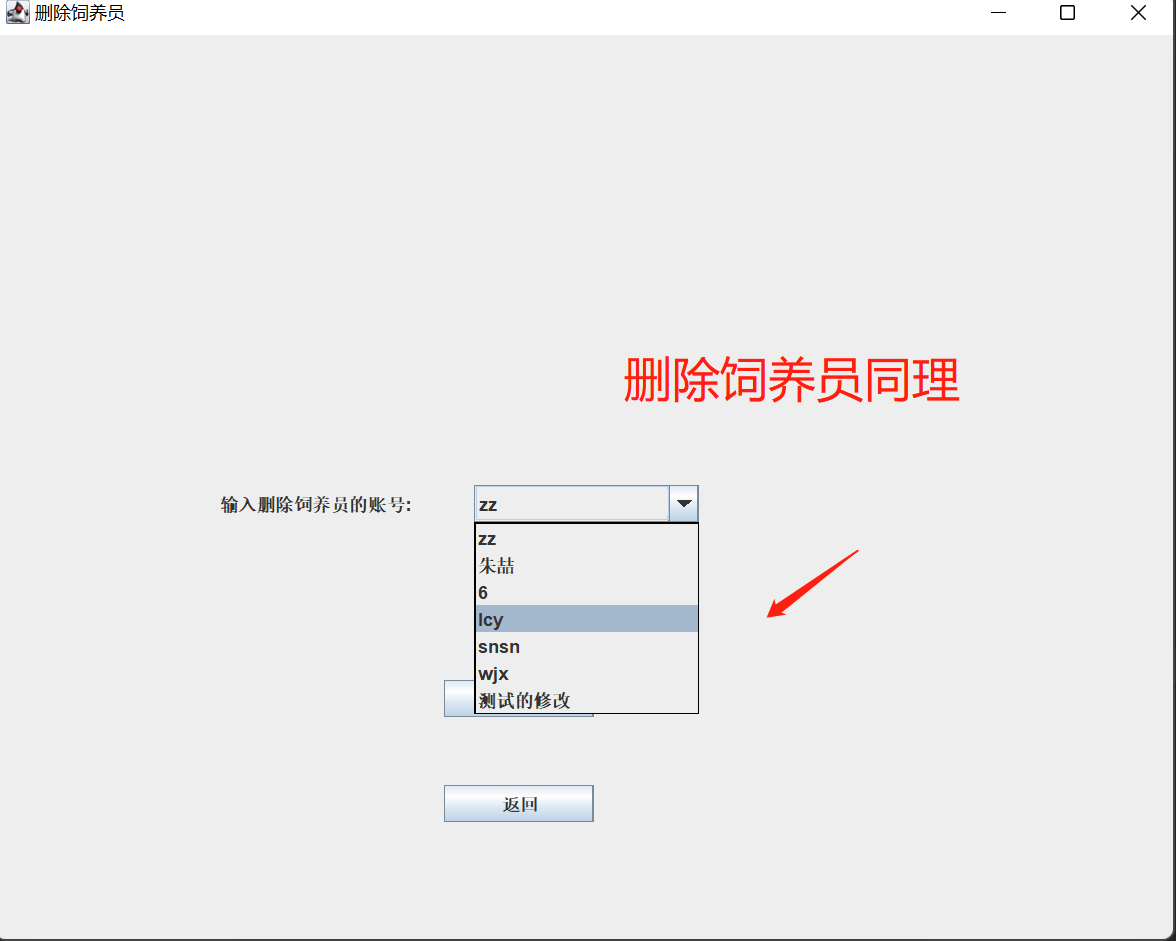 删除饲养员
删除饲养员同理
输入删除饲养员的账号:
zz
zz
朱喆
6
lcy
snsn
wjx
测试的修改
返回